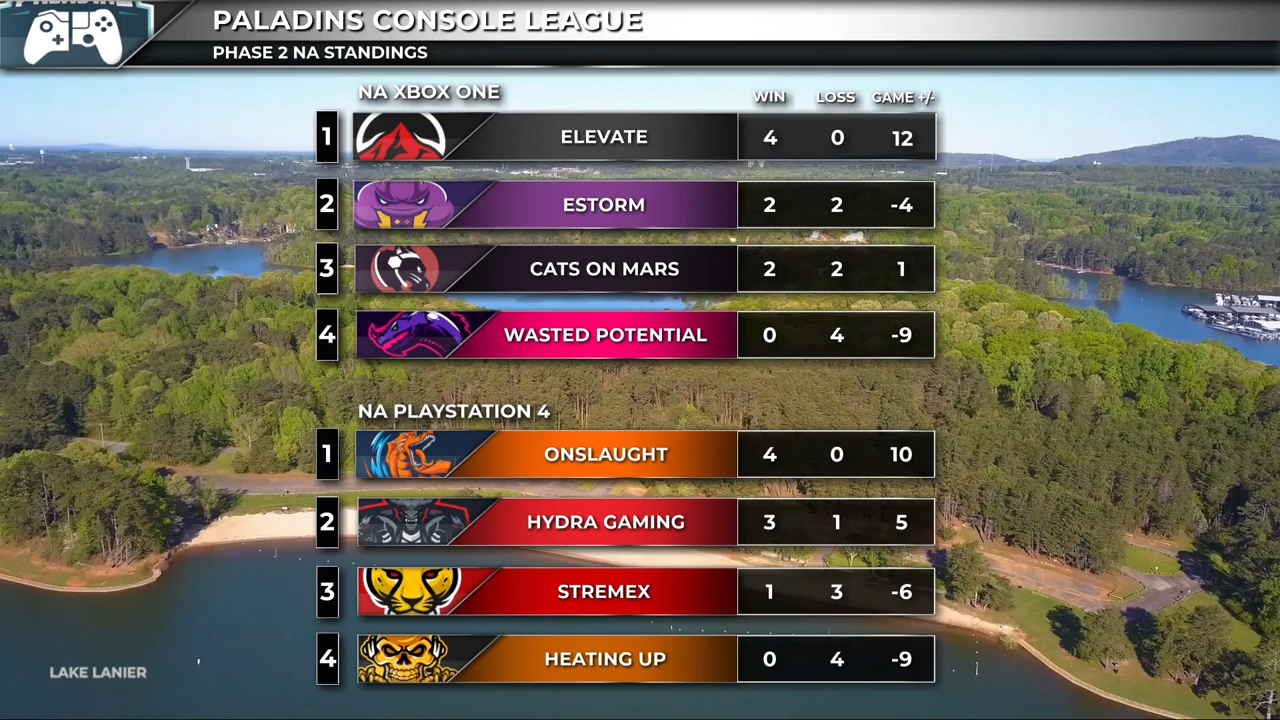 PALADINS CONSOLE LEAGUE
PHASE 2 NA STANDINGS
NA XBOX ONE WIN LOSS GAME +/-
1 ELEVATE 4 0 12
2 ESTORM 2 2 -4
3 CATS ON MARS 2 2 1
4 WASTED POTENTIAL 0 4 -9
NA PLAYSTATION 4
1 ONSLAUGHT 4 0 10
2 HYDRA GAMING 3 1 5
3 STREMEX 1 3 -6
4 HEATING UP 0 4 -9
LAKE LANIER